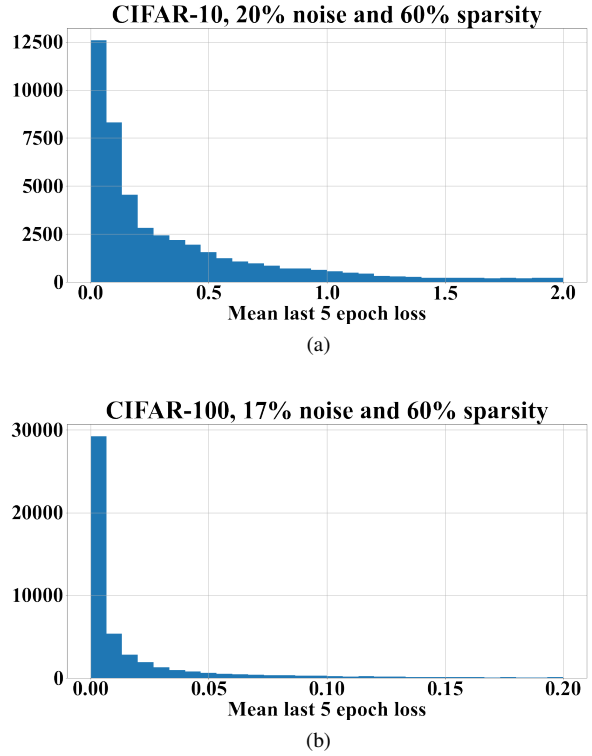 CIFAR-10, 20% noise and 60% sparsity
12500
10000
7500
5000
2500
0
0.0 0.5 1.0 1.5 2.0
Mean last 5 epoch loss
(a)
CIFAR-100, 17% noise and 60% sparsity
30000
20000
10000
0
0.00 0.05 0.10 0.15 0.20
Mean last 5 epoch loss
(b)